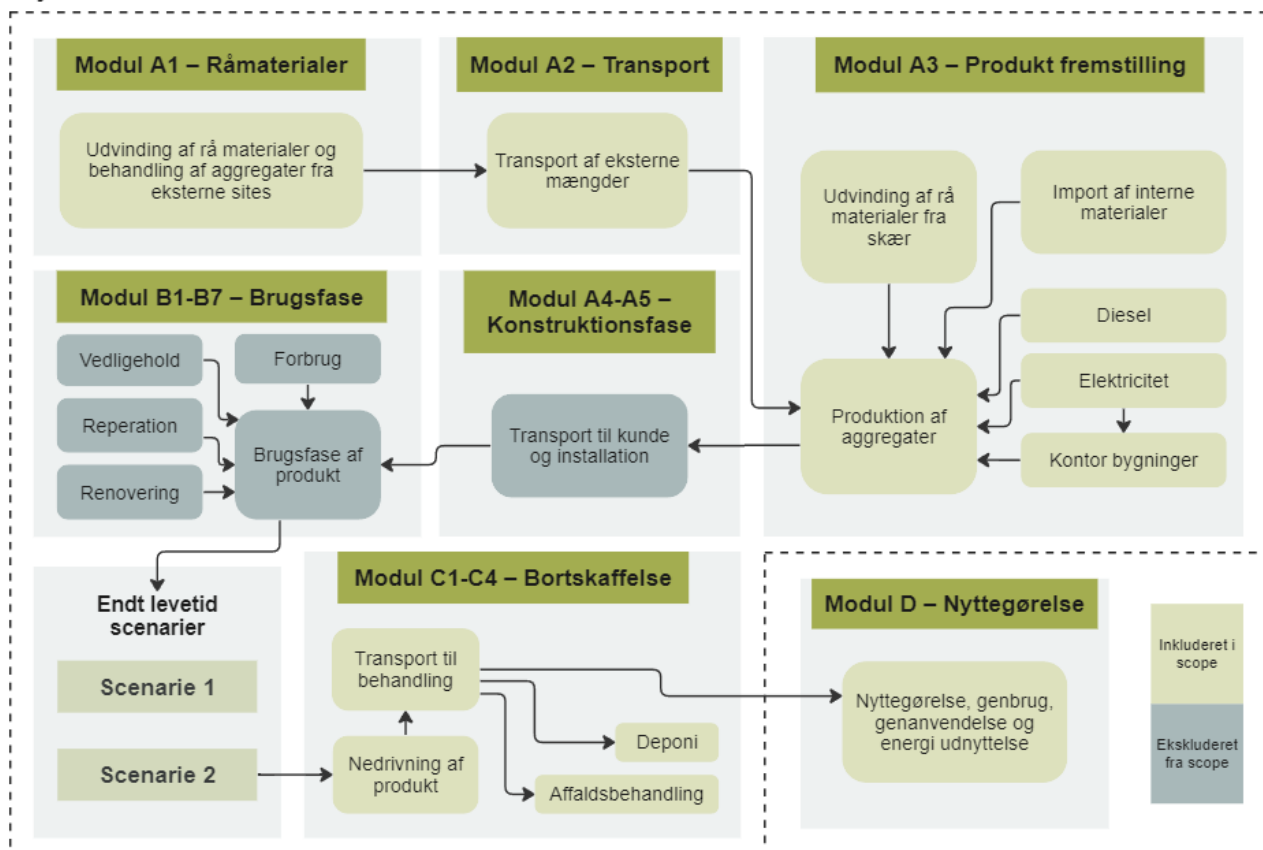 Modul A1 – Råmaterialer
Udvinding af rå materialer og
behandling af aggregater fra
eksterne sites
Modul A2 – Transport
Transport af eksterne
mængder
Modul A3 – Produkt fremstilling
Udvinding af rå
materialer fra
skær
Import af interne
materialer
Diesel
Elektricitet
Kontor bygninger
Produktion af
aggregater
Modul B1-B7 – Brugsfase
Vedligehold
Forbrug
Reperation
Renovering
Brugsfase af
produkt
Modul A4-A5 –
Konstruktionsfase
Transport til kunde
og installation
Endt levetid
scenarier
Scenarie 1
Scenarie 2
Modul C1-C4 – Bortskaffelse
Transport til
behandling
Nedrivning af
produkt
Deponi
Affaldsbehandling
Modul D – Nyttegørelse
Nyttegørelse, genbrug,
genanvendelse og
energi udnyttelse
Inkluderet i
scope
Ekskluderet
fra scope